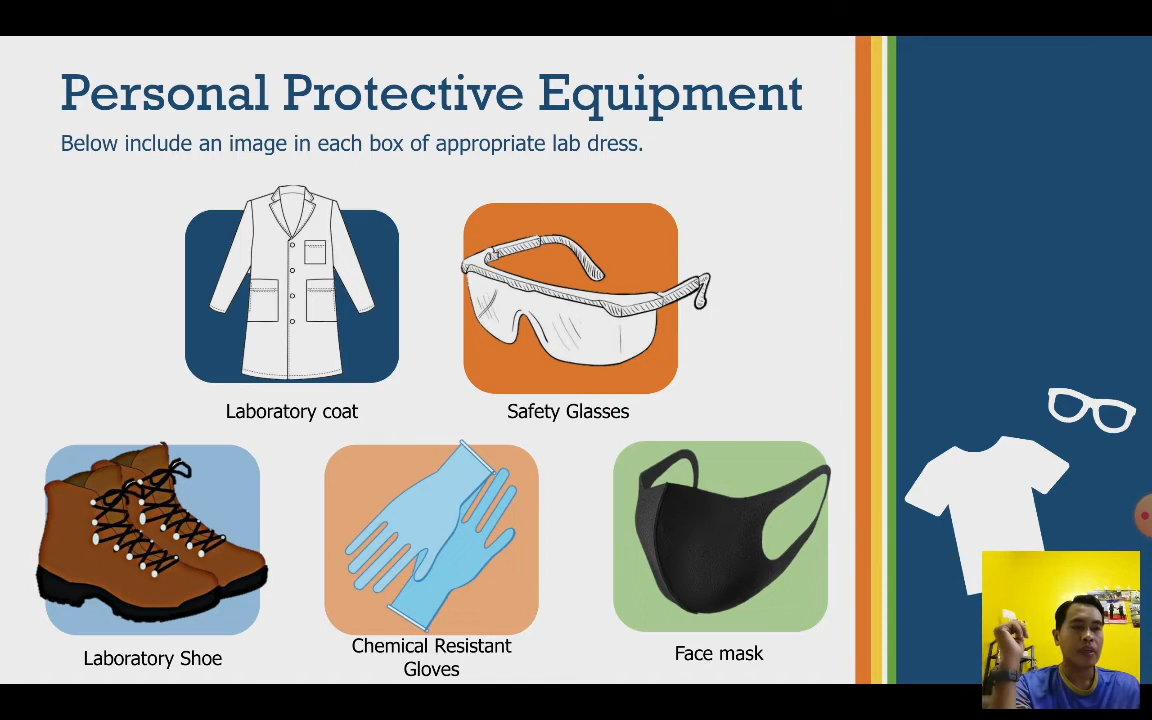 Personal Protective Equipment
Below include an image in each box of appropriate lab dress.
Laboratory coat
Safety Glasses
Laboratory Shoe
Chemical Resistant
Gloves
Face mask